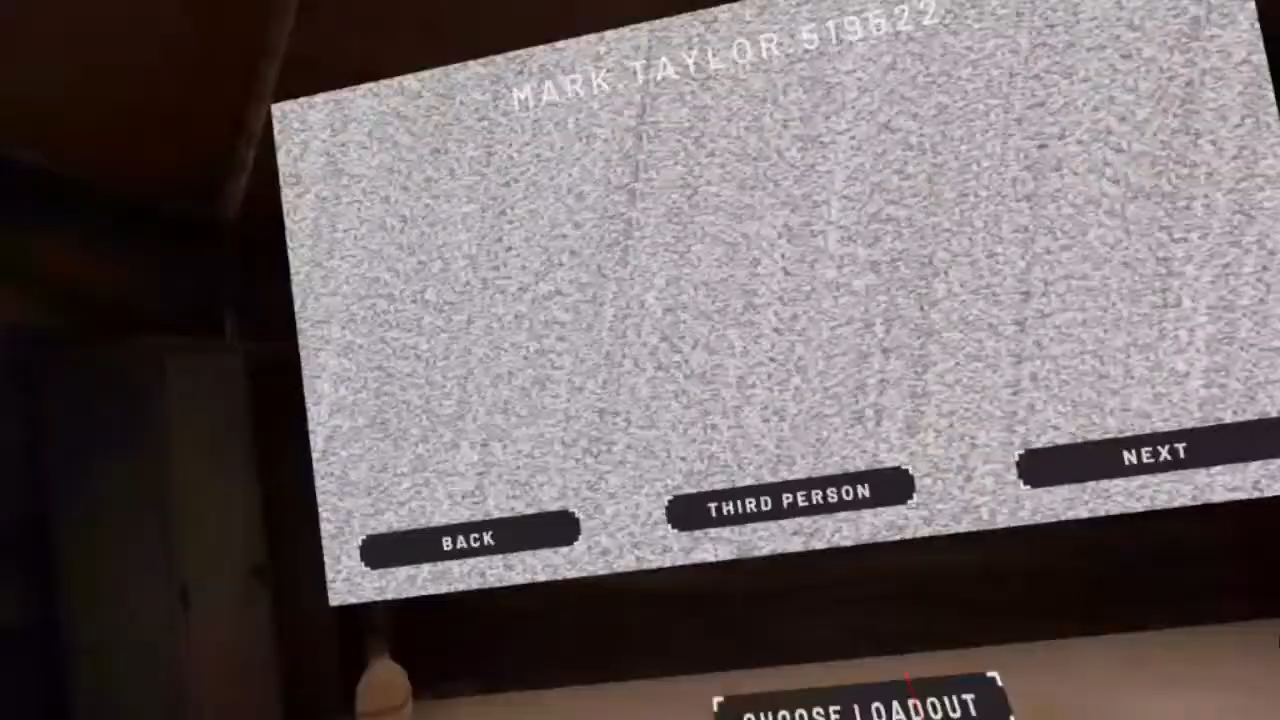 MARK.TAYLOR.519622
BACK
THIRD PERSON
NEXT
CHOOSE LOADOUT